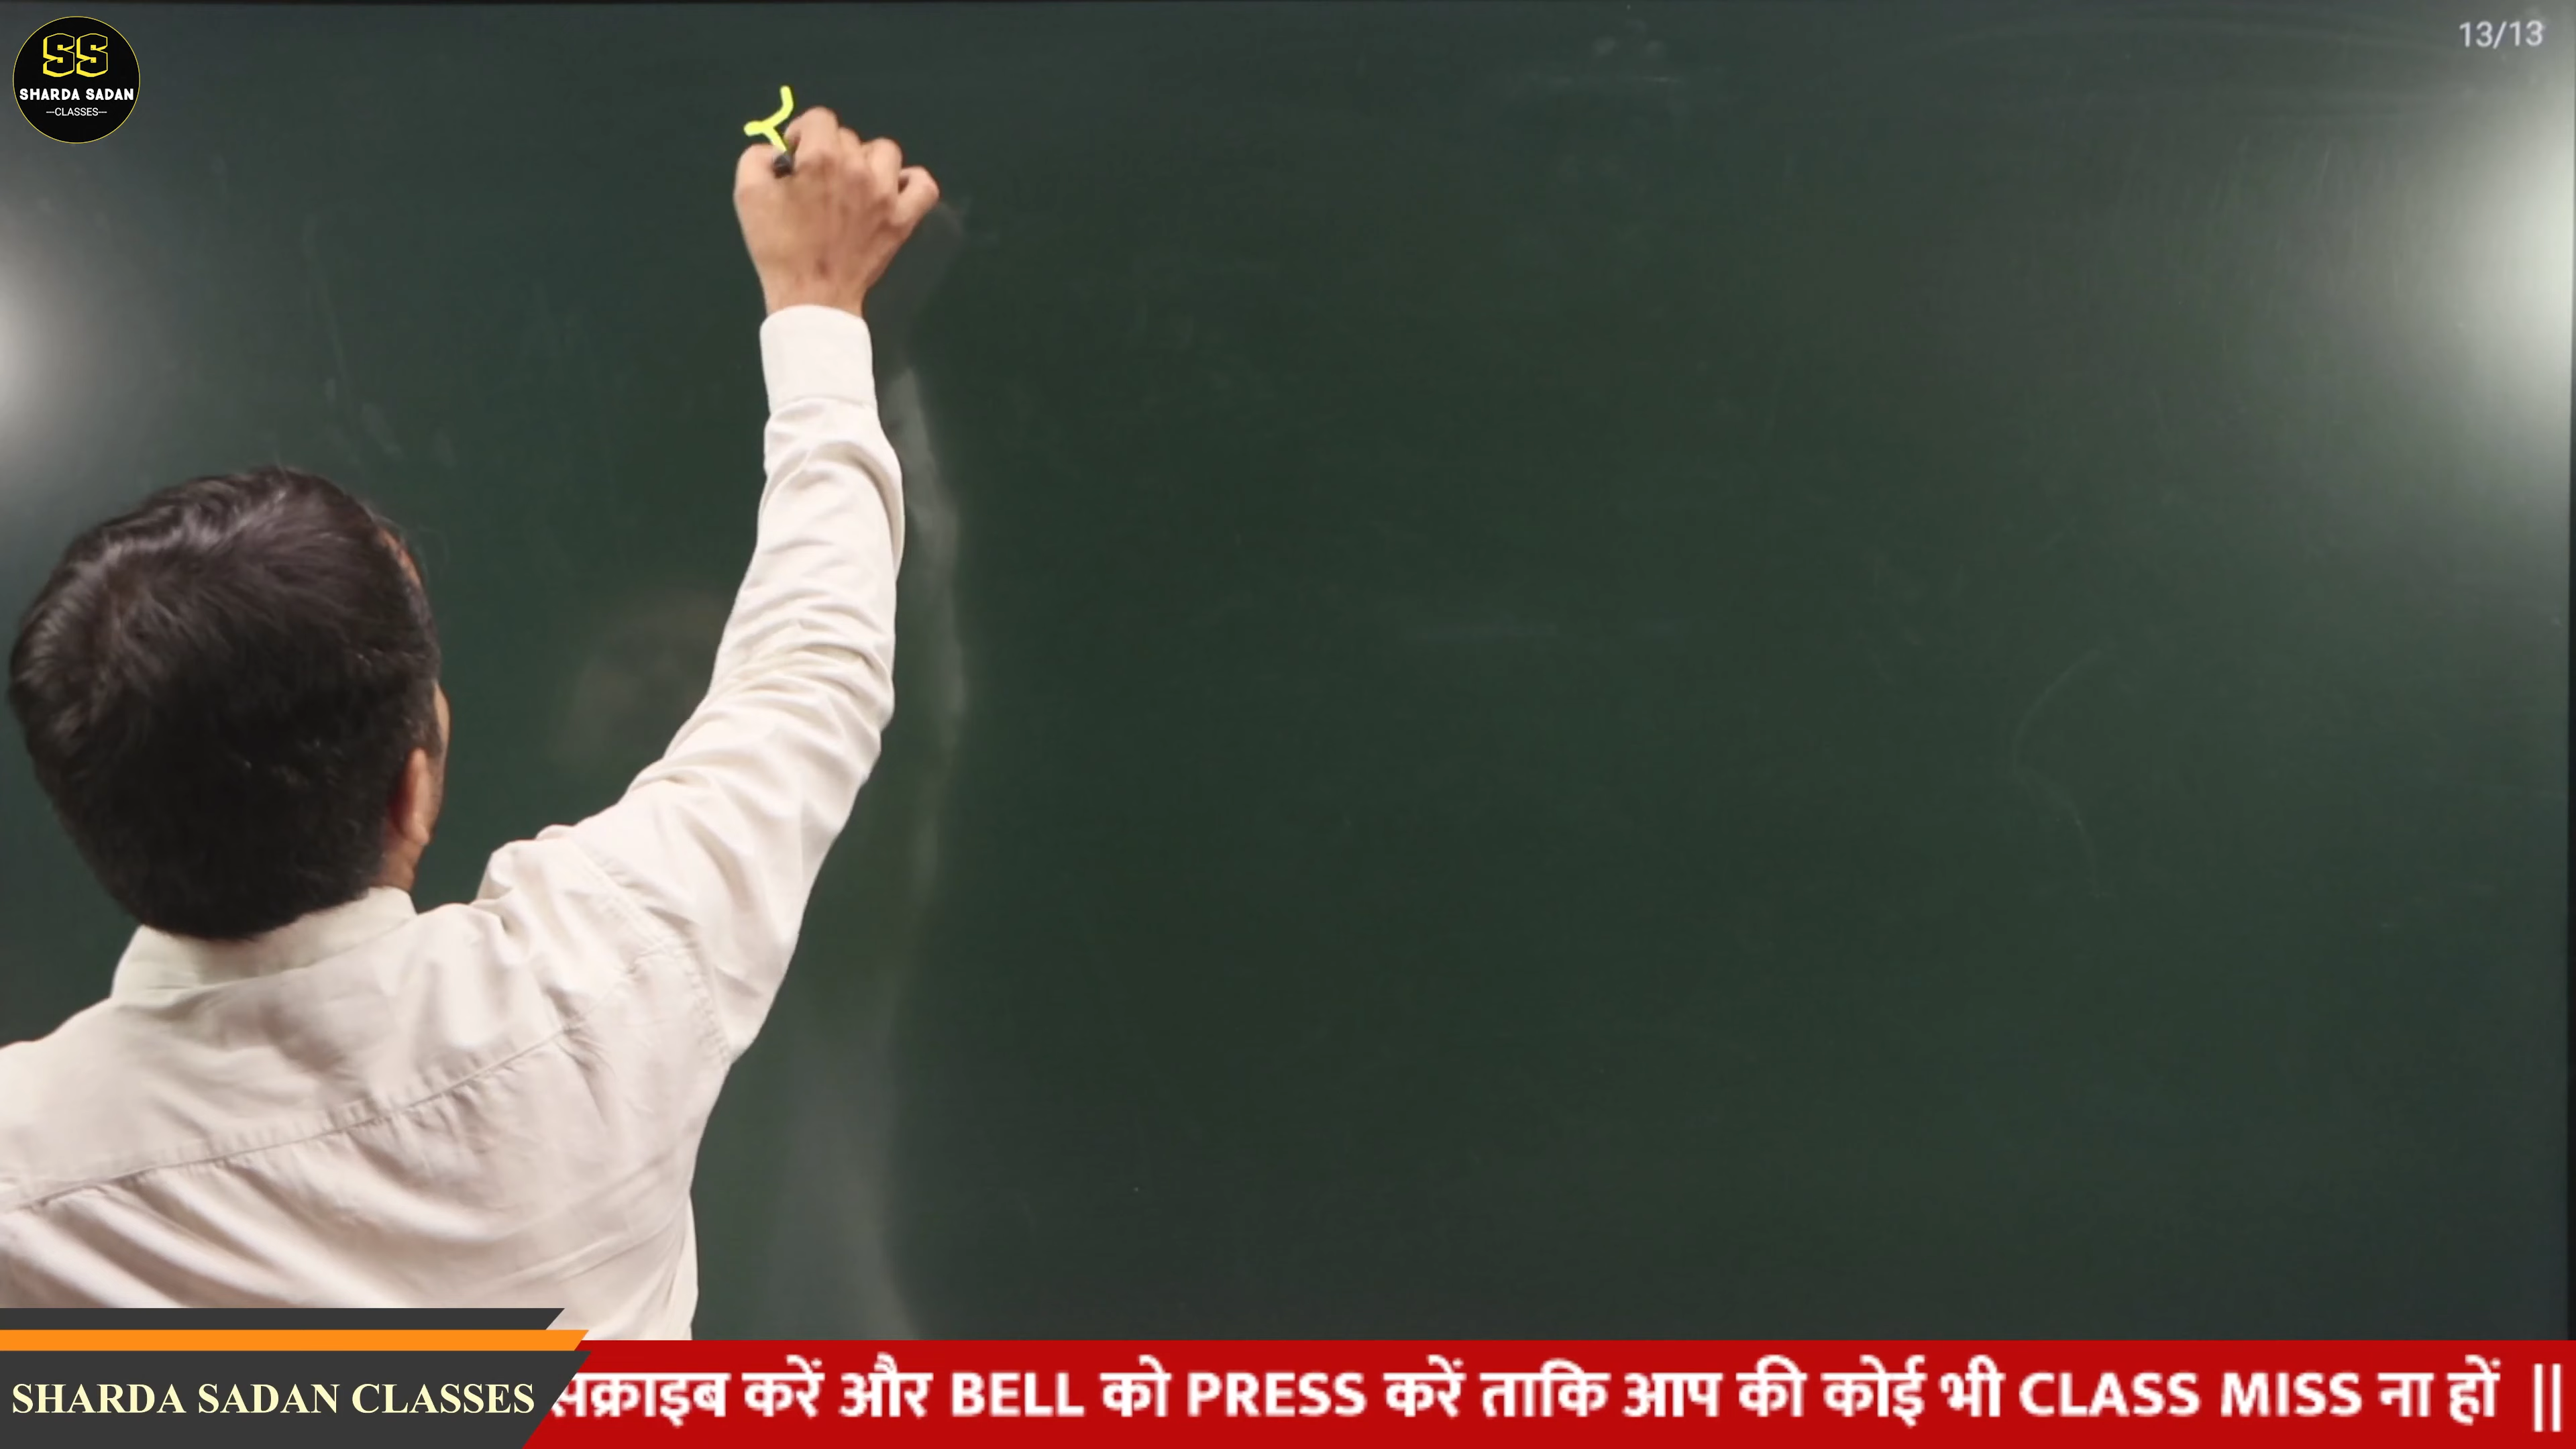 SS
SHARDA SADAN
—CLASSES—
13/13
SHARDA SADAN CLASSES
सक्राइब करें और BELL को PRESS करें ताकि आप की कोई भी CLASS MISS ना हों ||